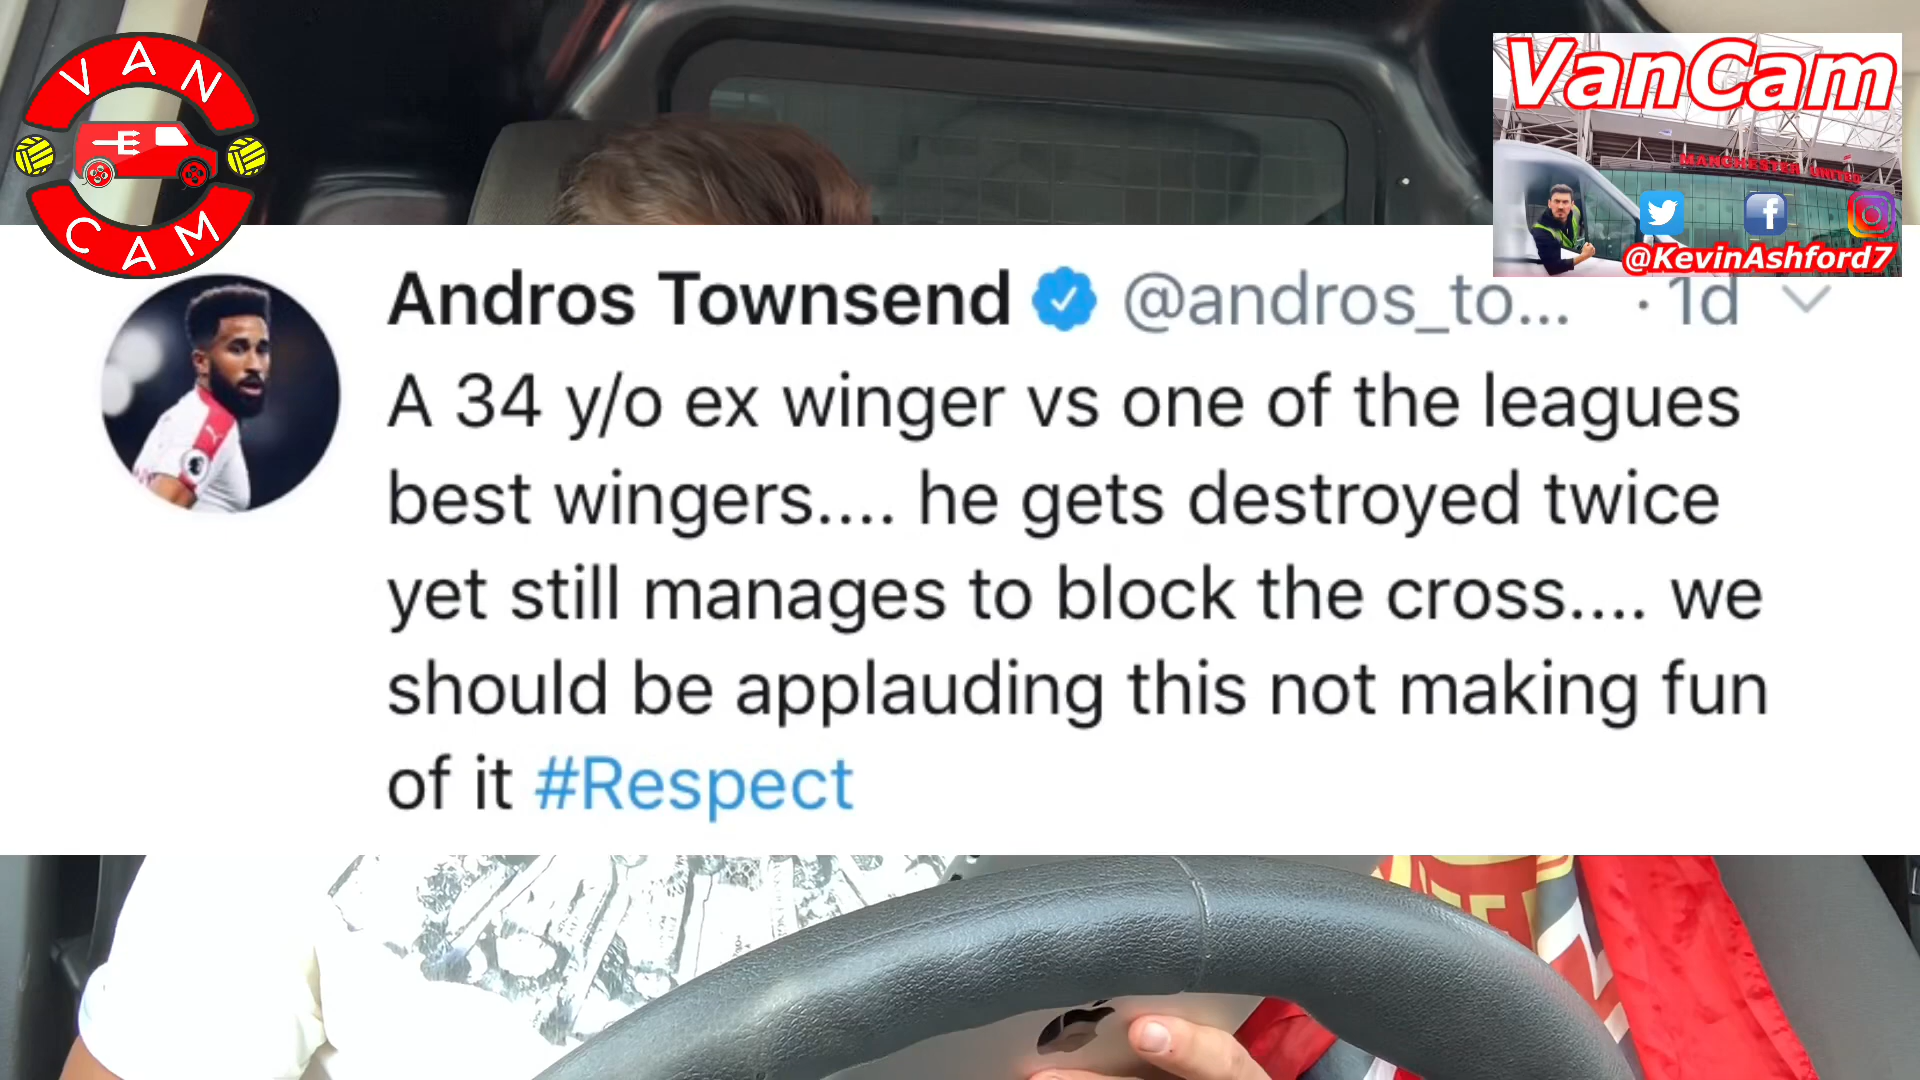 VAN
CAM
VanCam
MANCHESTER UNITED
@KevinAshford7
Andros Townsend @andros_to... · 1d
A 34 y/o ex winger vs one of the leagues
best wingers.... he gets destroyed twice
yet still manages to block the cross.... we
should be applauding this not making fun
of it #Respect